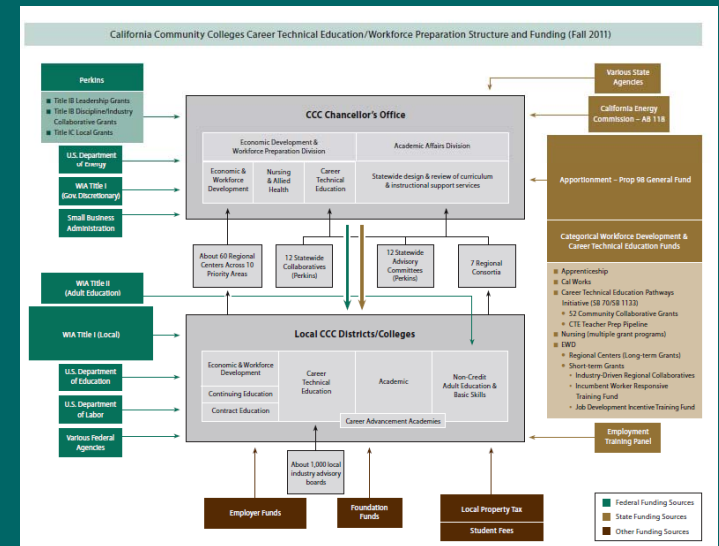 California Community Colleges Career Technical Education/Workforce Preparation Structure and Funding (Fall 2011)
Perkins
Title IB Leadership Grants
Title IB Discipline/Industry
Collaborative Grants
Title IC Local Grants
U.S. Department
of Energy
WIA Title I
(Gov. Discretionary)
Small Business
Administration
WIA Title II
(Adult Education)
WIA Title I (Local)
U.S. Department
of Education
U.S. Department
of Labor
Various Federal
Agencies
CCC Chancellor's Office
Economic Development &
Workforce Preparation Division
Academic Affairs Division
Economic &
Workforce
Development
Nursing
& Allied
Health
Career
Technical
Education
Statewide design & review of curriculum
& instructional support services
About 60 Regional
Centers Across 10
Priority Areas
12 Statewide
Collaboratives
(Perkins)
12 Statewide
Advisory
Committees
(Perkins)
7 Regional
Consortia
Local CCC Districts/Colleges
Economic & Workforce
Development
Continuing Education
Contract Education
Career
Technical
Education
Academic
Non-Credit
Adult Education &
Basic Skills
Career Advancement Academies
About 1,000 local
industry advisory
boards
Employer Funds
Foundation
Funds
Local Property Tax
Student Fees
Various State
Agencies
California Energy
Commission – AB 118
Apportionment – Prop 98 General Fund
Categorical Workforce Development &
Career Technical Education Funds
Apprenticeship
Cal Works
Career Technical Education Pathways
Initiative (SB 70/SB 1133)
52 Community Collaborative Grants
CTE Teacher Prep Pipeline
Nursing (multiple grant programs)
EWD
Regional Centers (Long-term Grants)
Short-term Grants
Industry-Driven Regional Collaboratives
Incumbent Worker Responsive
Training Fund
Job Development Incentive Training Fund
Employment
Training Panel
Federal Funding Sources
State Funding Sources
Other Funding Sources